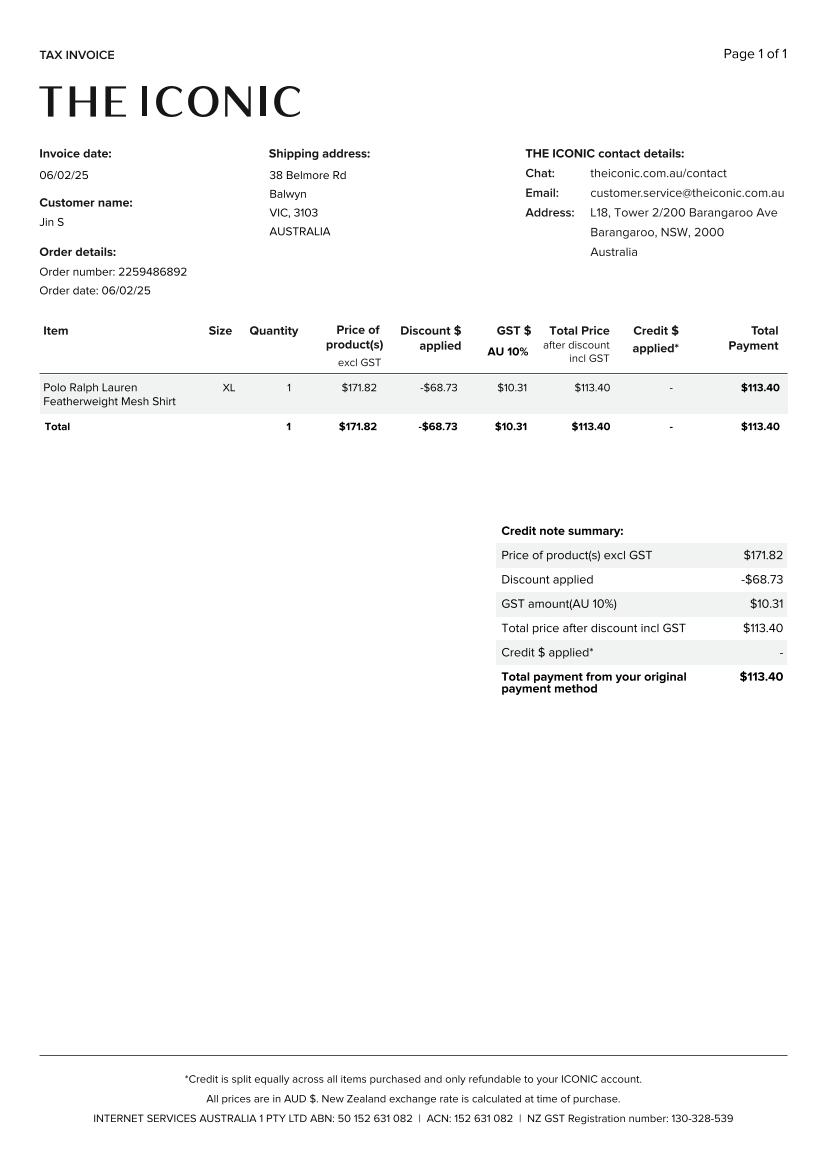 TAX INVOICE
Page 1 of 1
THE ICONIC
Invoice date:
06/02/25
Customer name:
Jin S
Order details:
Order number: 2259486892
Order date: 06/02/25
Shipping address:
38 Belmore Rd
Balwyn
VIC, 3103
AUSTRALIA
THE ICONIC contact details:
Chat: theiconic.com.au/contact
Email: customer.service@theiconic.com.au
Address: L18, Tower 2/200 Barangaroo Ave
Barangaroo, NSW, 2000
Australia
Item Size Quantity Price of Discount $ GST $ Total Price Credit $ Total
product(s) applied AU 10% after discount applied* Payment
excl GST incl GST
Polo Ralph Lauren XL 1 $171.82 -$68.73 $10.31 $113.40 - $113.40
Featherweight Mesh Shirt
Total 1 $171.82 -$68.73 $10.31 $113.40 - $113.40
Credit note summary:
Price of product(s) excl GST $171.82
Discount applied -$68.73
GST amount(AU 10%) $10.31
Total price after discount incl GST $113.40
Credit $ applied* -
Total payment from your original $113.40
payment method
*Credit is split equally across all items purchased and only refundable to your ICONIC account.
All prices are in AUD $. New Zealand exchange rate is calculated at time of purchase.
INTERNET SERVICES AUSTRALIA 1 PTY LTD ABN: 50 152 631 082 | ACN: 152 631 082 | NZ GST Registration number: 130-328-539